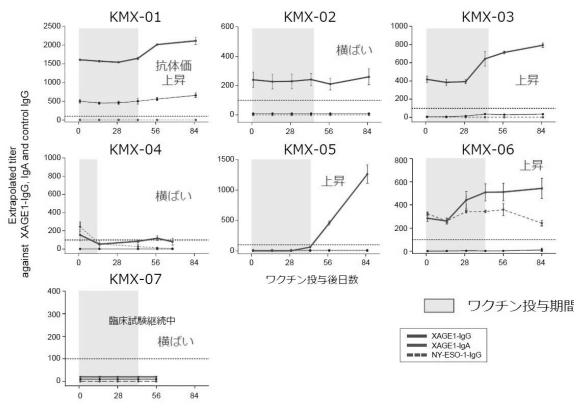 KMX-01
KMX-02
KMX-03
2500
2000
1500
1000
500
0
抗体価
上昇
0 28 56 84
600
400
200
0
横ばい
0 28 56 84
1000
800
600
400
200
0
上昇
0 28 56 84
Extrapolated titer
against XAGE1-IgG, IgA and control IgG
KMX-04
KMX-05
KMX-06
400
300
200
100
0
横ばい
0 28 56 84
1500
1000
500
0
上昇
0 28 56 84
ワクチン投与後日数
600
400
200
0
上昇
0 28 56 84
KMX-07
400
300
200
100
0
臨床試験継続中
横ばい
0 28 56 84
ワクチン投与期間
XAGE1-IgG
XAGE1-IgA
NY-ESO-1-IgG